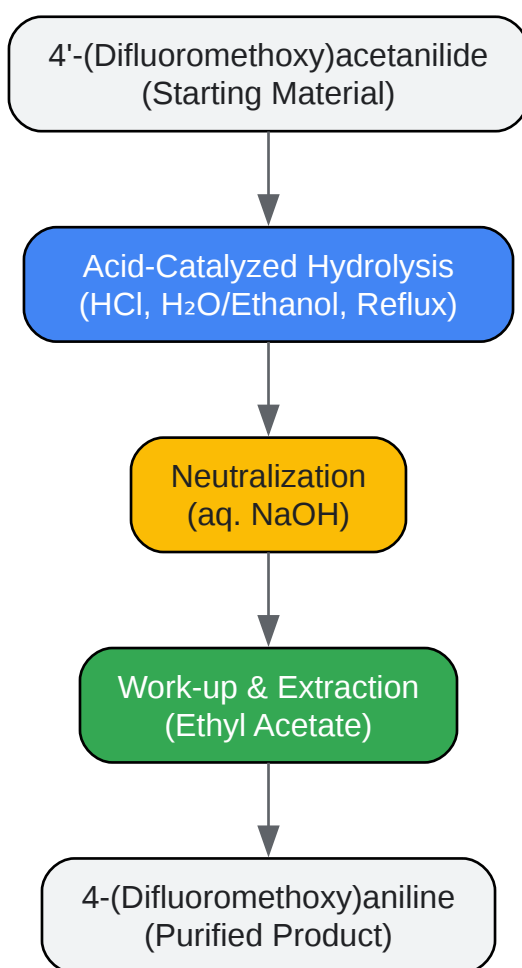 4'-(Difluoromethoxy)acetanilide
(Starting Material)
Acid-Catalyzed Hydrolysis
(HCl, H₂O/Ethanol, Reflux)
Neutralization
(aq. NaOH)
Work-up & Extraction
(Ethyl Acetate)
4-(Difluoromethoxy)aniline
(Purified Product)